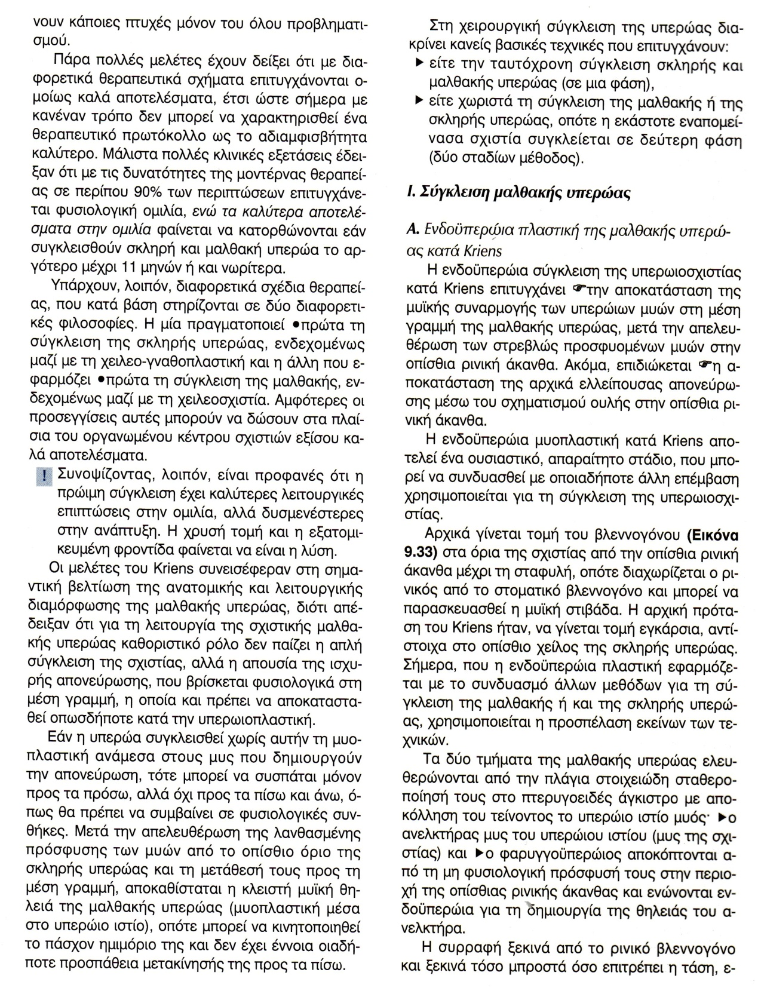 νουν κάποιες πτυχές μόνον του όλου προβληματι-
σμού.
Πάρα πολλές μελέτες έχουν δείξει ότι με δια-
φορετικά θεραπευτικά σχήματα επιτυγχάνονται ο-
μοίως καλά αποτελέσματα, έτσι ώστε σήμερα με
κανέναν τρόπο δεν μπορεί να χαρακτηρισθεί ένα
θεραπευτικό πρωτόκολλο ως το αδιαμφισβήτητα
καλύτερο. Μάλιστα πολλές κλινικές εξετάσεις έδει-
ξαν ότι με τις δυνατότητες της μοντέρνας θεραπεί-
ας σε περίπου 90% των περιπτώσεων επιτυγχάνε-
ται φυσιολογική ομιλία, ενώ τα καλύτερα αποτελέ-
σματα στην ομιλία φαίνεται να κατορθώνονται εάν
συγκλεισθούν σκληρή και μαλθακή υπερώα το αρ-
γότερο μέχρι 11 μηνών ή και νωρίτερα.
Υπάρχουν, λοιπόν, διαφορετικά σχέδια θεραπεί-
ας, που κατά βάση στηρίζονται σε δύο διαφορετι-
κές φιλοσοφίες. Η μία πραγματοποιεί ●πρώτα τη
σύγκλειση της σκληρής υπερώας, ενδεχομένως
μαζί με τη χειλεο-γναθοπλαστική και η άλλη που ε-
φαρμόζει ●πρώτα τη σύγκλειση της μαλθακής, εν-
δεχομένως μαζί με τη χειλεοσχιστία. Αμφότερες οι
προσεγγίσεις αυτές μπορούν να δώσουν στα πλαί-
σια του οργανωμένου κέντρου σχιστιών εξίσου κα-
λά αποτελέσματα.
! Συνοψίζοντας, λοιπόν, είναι προφανές ότι η
πρώιμη σύγκλειση έχει καλύτερες λειτουργικές
επιπτώσεις στην ομιλία, αλλά δυσμενέστερες
στην ανάπτυξη. Η χρυσή τομή και η εξατομι-
κευμένη φροντίδα φαίνεται να είναι η λύση.
Οι μελέτες του Kriens συνεισέφεραν στη σημα-
ντική βελτίωση της ανατομικής και λειτουργικής
διαμόρφωσης της μαλθακής υπερώας, διότι απέ-
δειξαν ότι για τη λειτουργία της σχιστικής μαλθα-
κής υπερώας καθοριστικό ρόλο δεν παίζει η απλή
σύγκλειση της σχιστίας, αλλά η απουσία της ισχυ-
ρής απονεύρωσης, που βρίσκεται φυσιολογικά στη
μέση γραμμή, η οποία και πρέπει να αποκαταστα-
θεί οπωσδήποτε κατά την υπερωιοπλαστική.
Εάν η υπερώα συγκλεισθεί χωρίς αυτήν τη μυο-
πλαστική ανάμεσα στους μυς που δημιουργούν
την απονεύρωση, τότε μπορεί να συσπάται μόνον
προς τα πρόσω, αλλά όχι προς τα πίσω και άνω, ό-
πως θα πρέπει να συμβαίνει σε φυσιολογικές συν-
θήκες. Μετά την απελευθέρωση της λανθασμένης
πρόσφυσης των μυών από το οπίσθιο όριο της
σκληρής υπερώας και τη μετάθεσή τους προς τη
μέση γραμμή, αποκαθίσταται η κλειστή μυϊκή θη-
λειά της μαλθακής υπερώας (μυοπλαστική μέσα
στο υπερώιο ιστίο), οπότε μπορεί να κινητοποιηθεί
το πάσχον ημιμόριο της και δεν έχει έννοια οιαδή-
ποτε προσπάθεια μετακίνησής της προς τα πίσω.
Στη χειρουργική σύγκλειση της υπερώας δια-
κρίνει κανείς βασικές τεχνικές που επιτυγχάνουν:
► είτε την ταυτόχρονη σύγκλειση σκληρής και
μαλθακής υπερώας (σε μια φάση),
► είτε χωριστά τη σύγκλειση της μαλθακής ή της
σκληρής υπερώας, οπότε η εκάστοτε εναπομεί-
νασα σχιστία συγκλείεται σε δεύτερη φάση
(δύο σταδίων μέθοδος).
Ι. Σύγκλειση μαλθακής υπερώας
Α. Ενδοϋπερώια πλαστική της μαλθακής υπερώ-
ας κατά Kriens
Η ενδοϋπερώια σύγκλειση της υπερωιοσχιστίας
κατά Kriens επιτυγχάνει ☞την αποκατάσταση της
μυϊκής συναρμογής των υπερώιων μυών στη μέση
γραμμή της μαλθακής υπερώας, μετά την απελευ-
θέρωση των στρεβλώς προσφυομένων μυών στην
οπίσθια ρινική άκανθα. Ακόμα, επιδιώκεται ☞η α-
ποκατάσταση της αρχικά ελλείπουσας απονεύρω-
σης μέσω του σχηματισμού ουλής στην οπίσθια ρι-
νική άκανθα.
Η ενδοϋπερώια μυοπλαστική κατά Kriens απο-
τελεί ένα ουσιαστικό, απαραίτητο στάδιο, που μπο-
ρεί να συνδυασθεί με οποιαδήποτε άλλη επέμβαση
χρησιμοποιείται για τη σύγκλειση της υπερωιοσχι-
στίας.
Αρχικά γίνεται τομή του βλεννογόνου (Εικόνα
9.33) στα όρια της σχιστίας από την οπίσθια ρινική
άκανθα μέχρι τη σταφυλή, οπότε διαχωρίζεται ο ρι-
νικός από το στοματικό βλεννογόνο και μπορεί να
παρασκευασθεί η μυϊκή στιβάδα. Η αρχική πρότα-
ση του Kriens ήταν, να γίνεται τομή εγκάρσια, αντί-
στοιχα στο οπίσθιο χείλος της σκληρής υπερώας.
Σήμερα, που η ενδοϋπερώια πλαστική εφαρμόζε-
ται με το συνδυασμό άλλων μεθόδων για τη σύ-
γκλειση της μαλθακής ή και της σκληρής υπερώ-
ας, χρησιμοποιείται η προσπέλαση εκείνων των τε-
χνικών.
Τα δύο τμήματα της μαλθακής υπερώας ελευ-
θερώνονται από την πλάγια στοιχειώδη σταθερο-
ποίησή τους στο πτερυγοειδές άγκιστρο με απο-
κόλληση του τείνοντος το υπερώιο ιστίο μυός· ►ο
ανελκτήρας μυς του υπερώιου ιστίου (μυς της σχι-
στίας) και ►ο φαρυγγοϋπερώιος αποκόπτονται α-
πό τη μη φυσιολογική πρόσφυσή τους στην περιο-
χή της οπίσθιας ρινικής άκανθας και ενώνονται εν-
δοϋπερώια για τη δημιουργία της θηλειάς του α-
νελκτήρα.
Η συρραφή ξεκινά από το ρινικό βλεννογόνο
και ξεκινά τόσο μπροστά όσο επιτρέπει η τάση, ε-